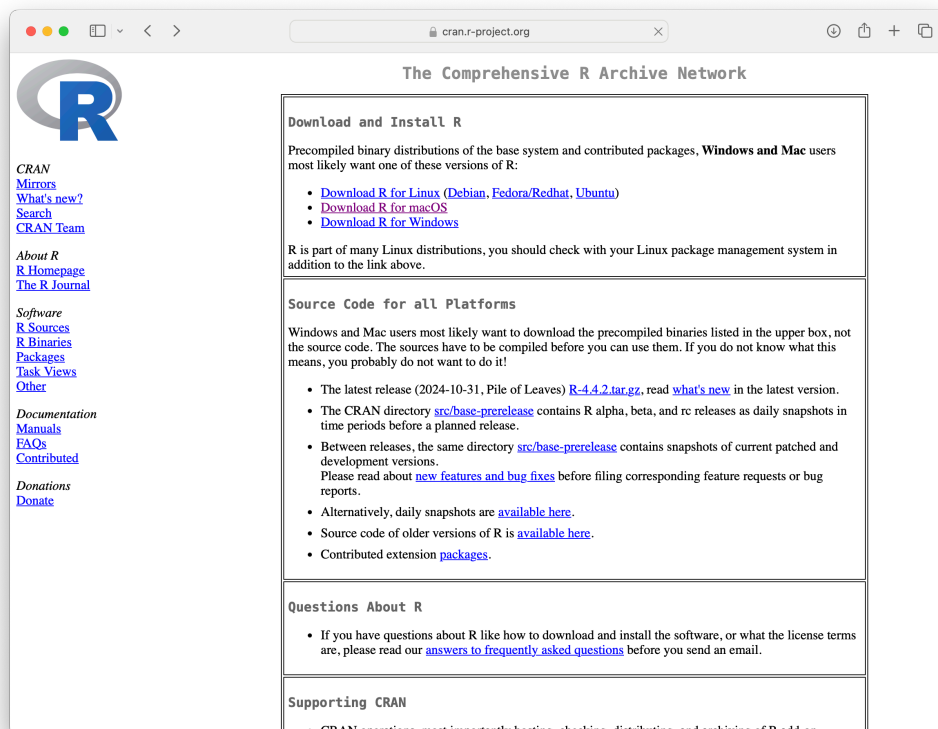 cran.r-project.org
R
CRAN
Mirrors
What's new?
Search
CRAN Team
About R
R Homepage
The R Journal
Software
R Sources
R Binaries
Packages
Task Views
Other
Documentation
Manuals
FAQs
Contributed
Donations
Donate
The Comprehensive R Archive Network
Download and Install R
Precompiled binary distributions of the base system and contributed packages, Windows and Mac users
most likely want one of these versions of R:
• Download R for Linux (Debian, Fedora/Redhat, Ubuntu)
• Download R for macOS
• Download R for Windows
R is part of many Linux distributions, you should check with your Linux package management system in
addition to the link above.
Source Code for all Platforms
Windows and Mac users most likely want to download the precompiled binaries listed in the upper box, not
the source code. The sources have to be compiled before you can use them. If you do not know what this
means, you probably do not want to do it!
• The latest release (2024-10-31, Pile of Leaves) R-4.4.2.tar.gz, read what's new in the latest version.
• The CRAN directory src/base-prerelease contains R alpha, beta, and rc releases as daily snapshots in
time periods before a planned release.
• Between releases, the same directory src/base-prerelease contains snapshots of current patched and
development versions.
Please read about new features and bug fixes before filing corresponding feature requests or bug
reports.
• Alternatively, daily snapshots are available here.
• Source code of older versions of R is available here.
• Contributed extension packages.
Questions About R
• If you have questions about R like how to download and install the software, or what the license terms
are, please read our answers to frequently asked questions before you send an email.
Supporting CRAN
• CRAN operations, most importantly hosting, checking, distributing, and archiving of R add-on